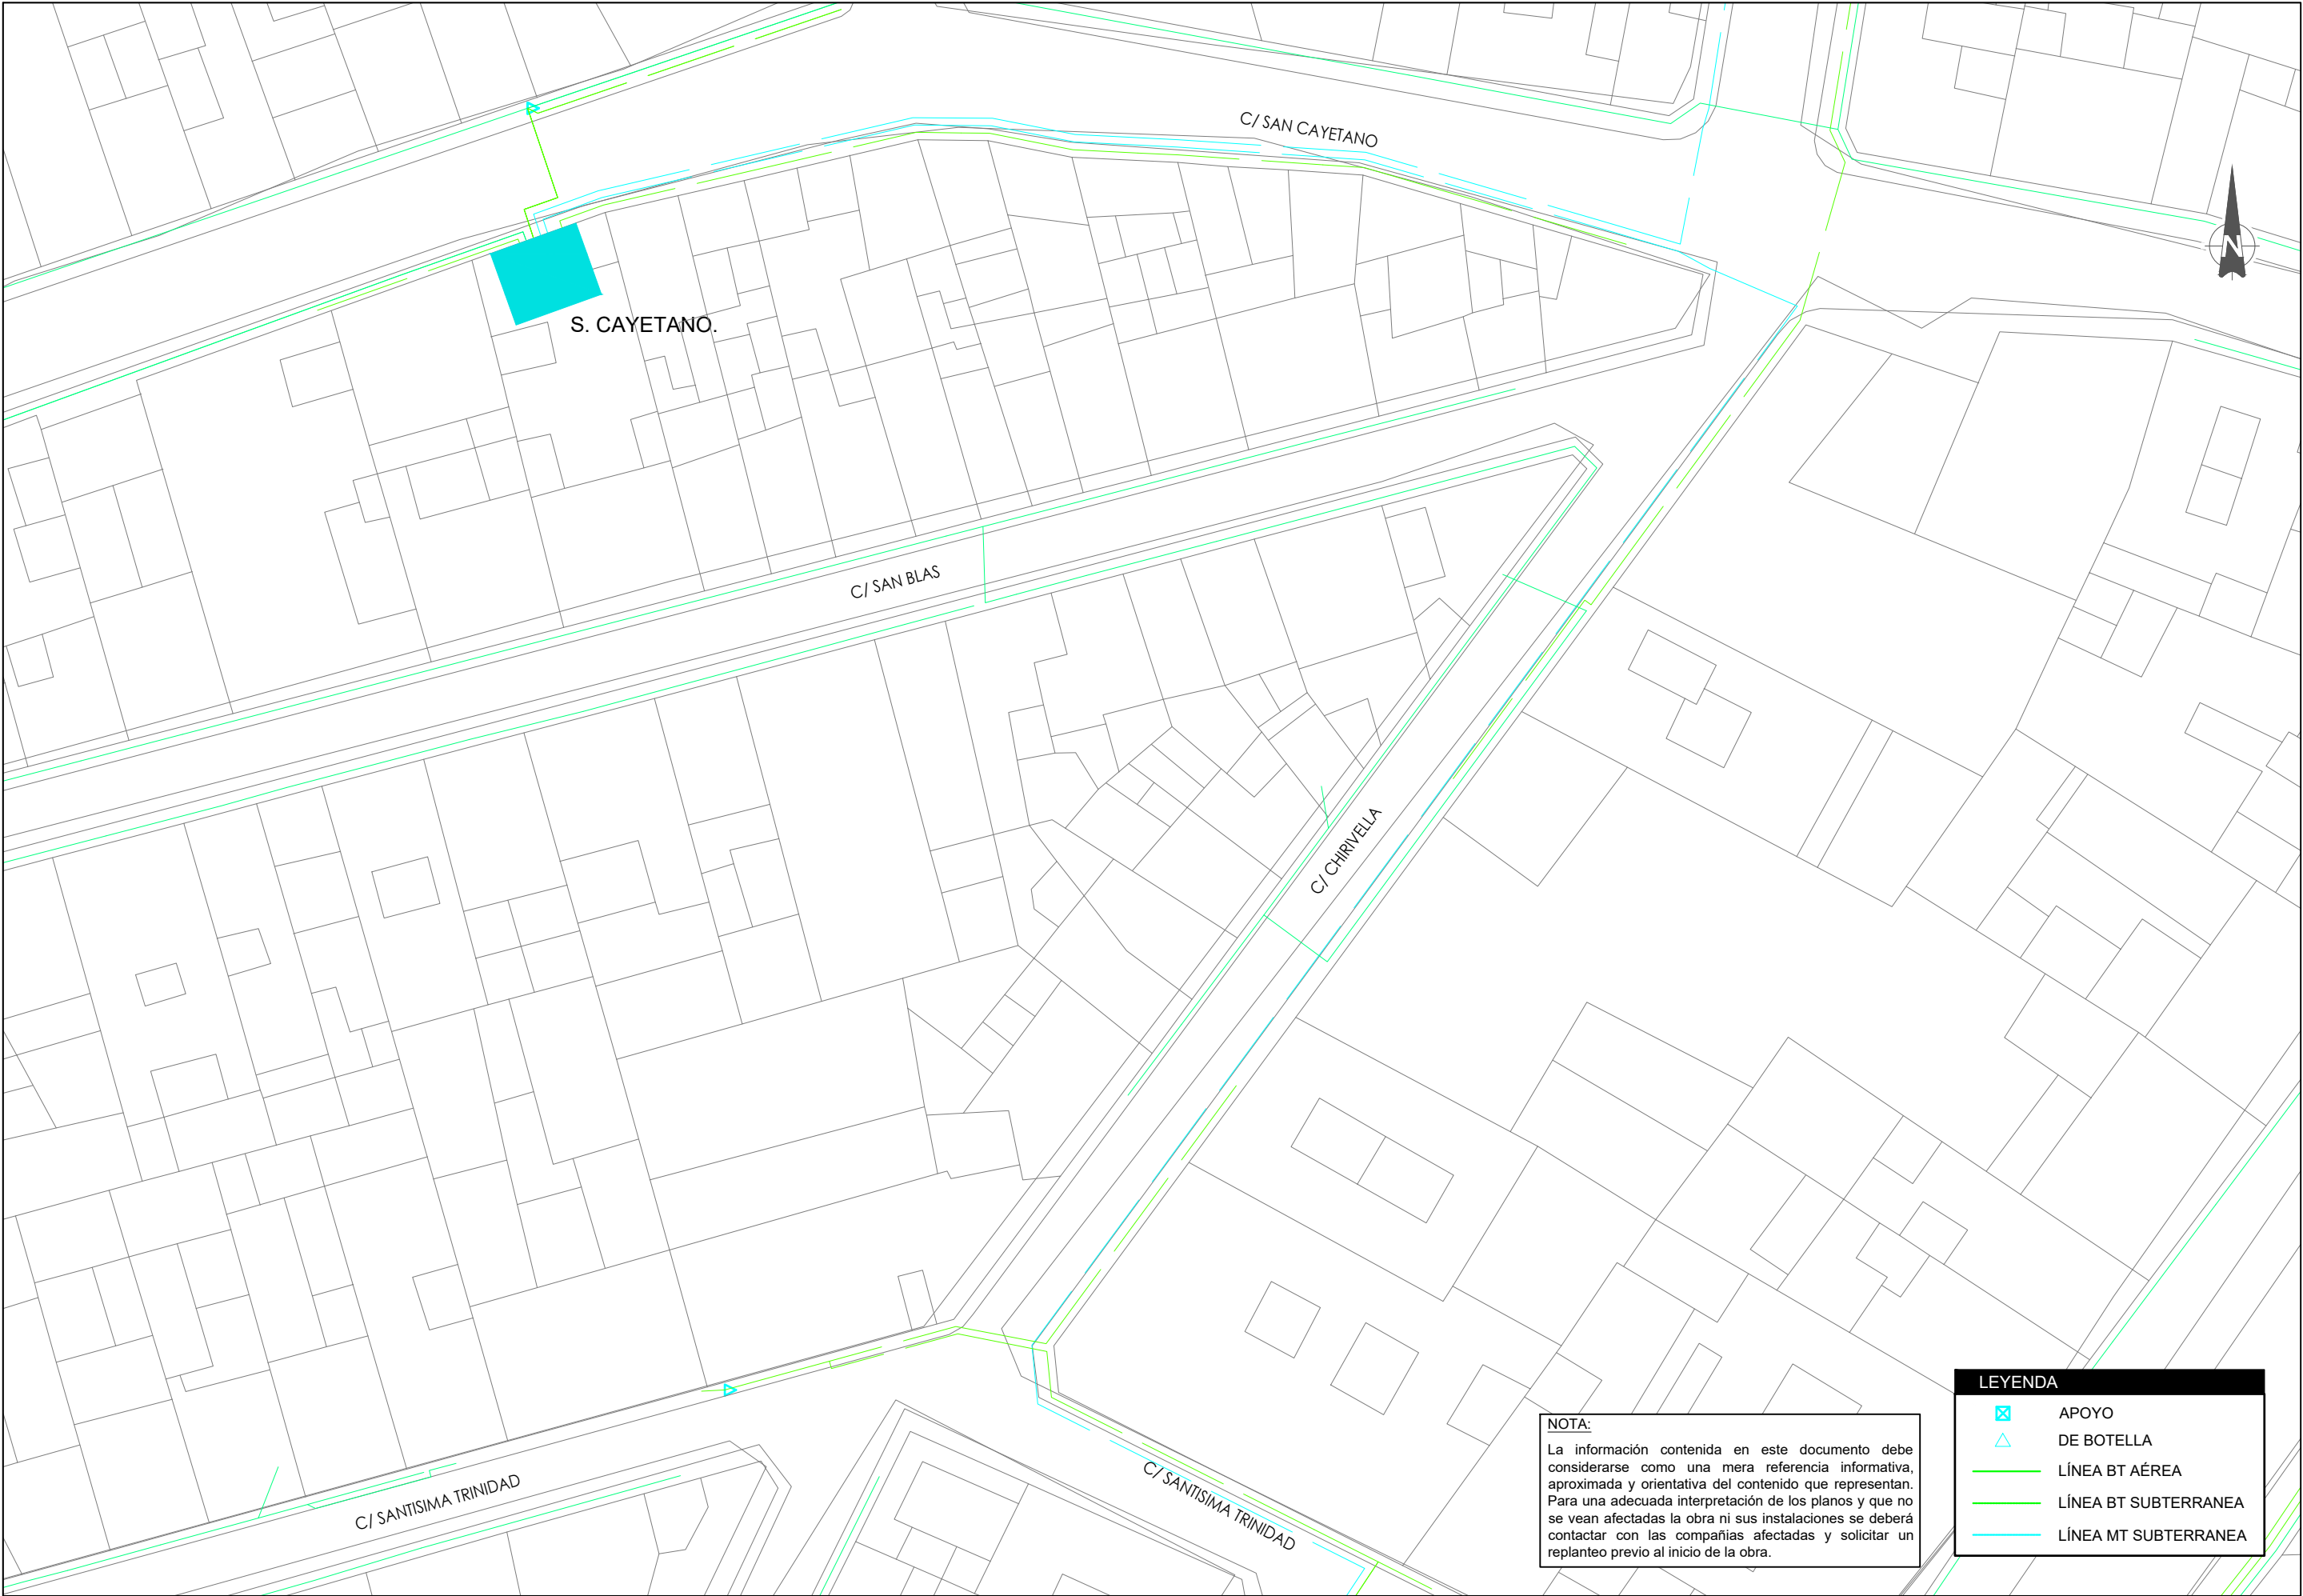 C/ SAN CAYETANO
N
S. CAYETANO.
C/ SAN BLAS
C/ CHIRIVELLA
C/ SANTISIMA TRINIDAD
C/ SANTISIMA TRINIDAD
NOTA:
La información contenida en este documento debe
considerarse como una mera referencia informativa,
aproximada y orientativa del contenido que representan.
Para una adecuada interpretación de los planos y que no
se vean afectadas la obra ni sus instalaciones se deberá
contactar con las compañias afectadas y solicitar un
replanteo previo al inicio de la obra.
LEYENDA
APOYO
DE BOTELLA
LÍNEA BT AÉREA
LÍNEA BT SUBTERRANEA
LÍNEA MT SUBTERRANEA